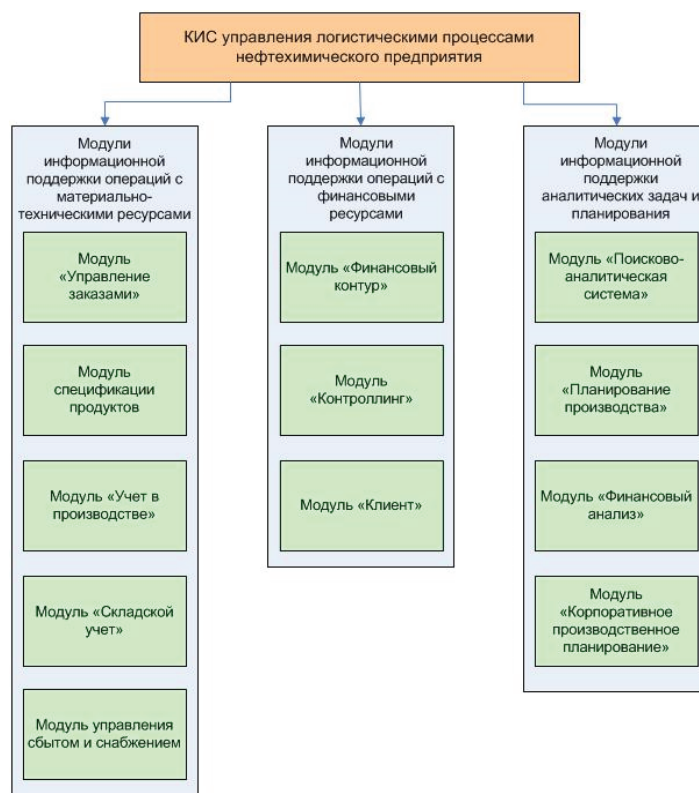 КИС управления логистическими процессами
нефтехимического предприятия
Модули
информационной
поддержки операций с
материально-
техническими ресурсами
Модуль
«Управление
заказами»
Модуль
спецификации
продуктов
Модуль «Учет в
производстве»
Модуль «Складской
учет»
Модуль управления
сбытом и снабжением
Модули
информационной
поддержки операций с
финансовыми
ресурсами
Модуль «Финансовый
контур»
Модуль
«Контроллинг»
Модуль «Клиент»
Модули
информационной
поддержки
аналитических задач и
планирования
Модуль «Поисково-
аналитическая
система»
Модуль
«Планирование
производства»
Модуль «Финансовый
анализ»
Модуль
«Корпоративное
производственное
планирование»